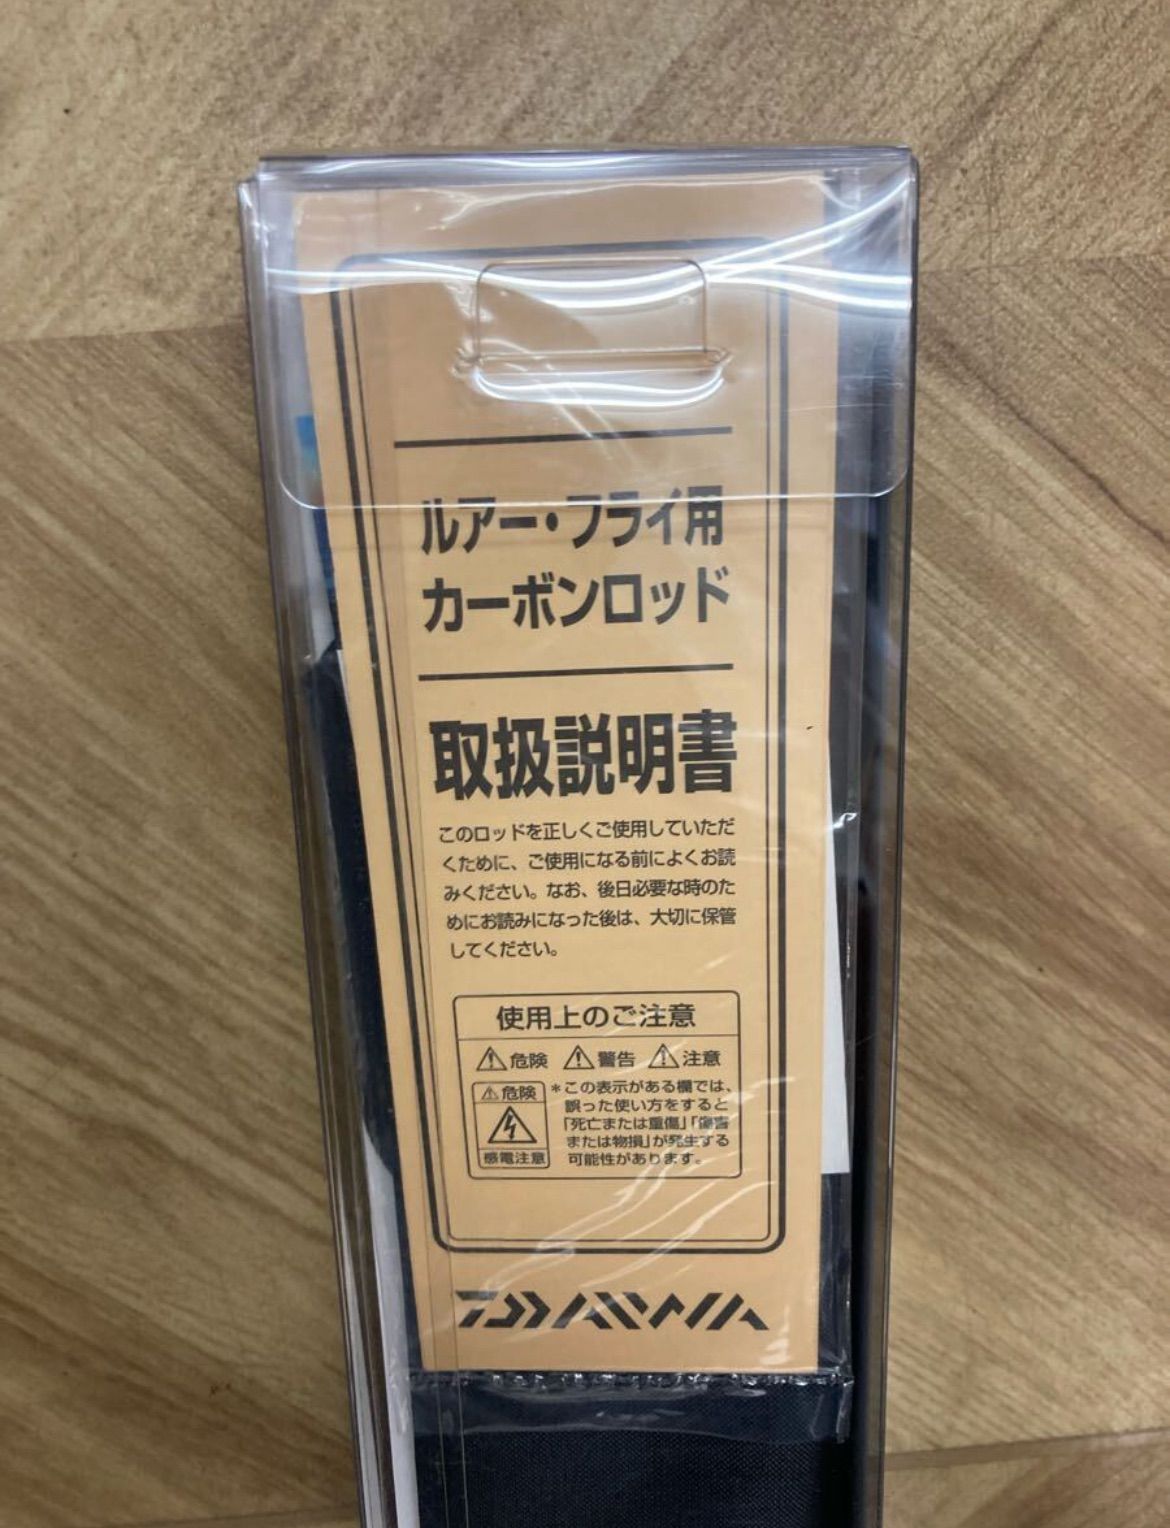 ルアー・フライ用
カーボンロッド
取扱説明書
このロッドを正しくご使用していただ
くために、ご使用になる前によくお読
みください。なお、後日必要な時のた
めにお読みになった後は、大切に保管
してください。
使用上のご注意
⚠危険 ⚠警告 ⚠注意
⚠危険
感電注意
＊この表示がある欄では、
誤った使い方をすると
「死亡または重傷」「傷害
または物損」が発生する
可能性があります。
DAIWA